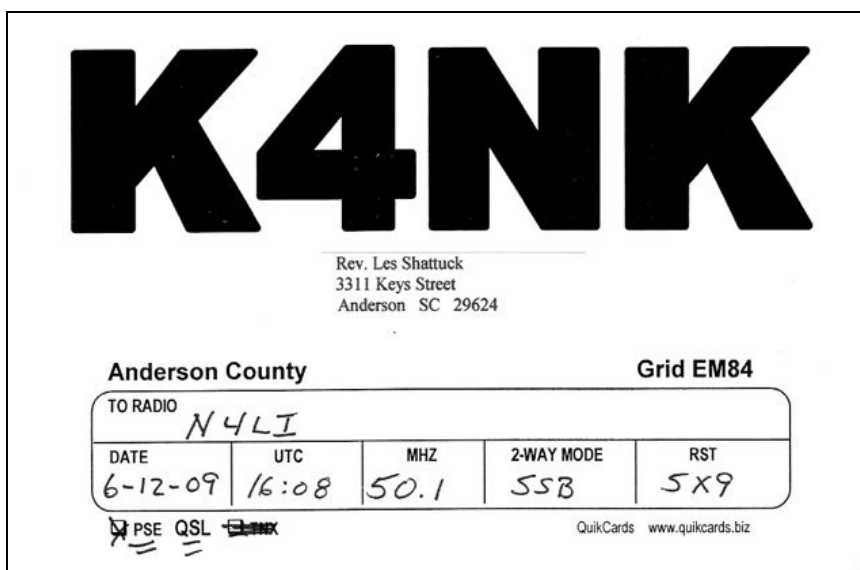 K4NK
Rev. Les Shattuck
3311 Keys Street
Anderson SC 29624
Anderson County Grid EM84
TO RADIO N4LI
DATE UTC MHZ 2-WAY MODE RST
6-12-09 16:08 50.1 SSB 5X9
PSE QSL TNX
QuikCards www.quikcards.biz